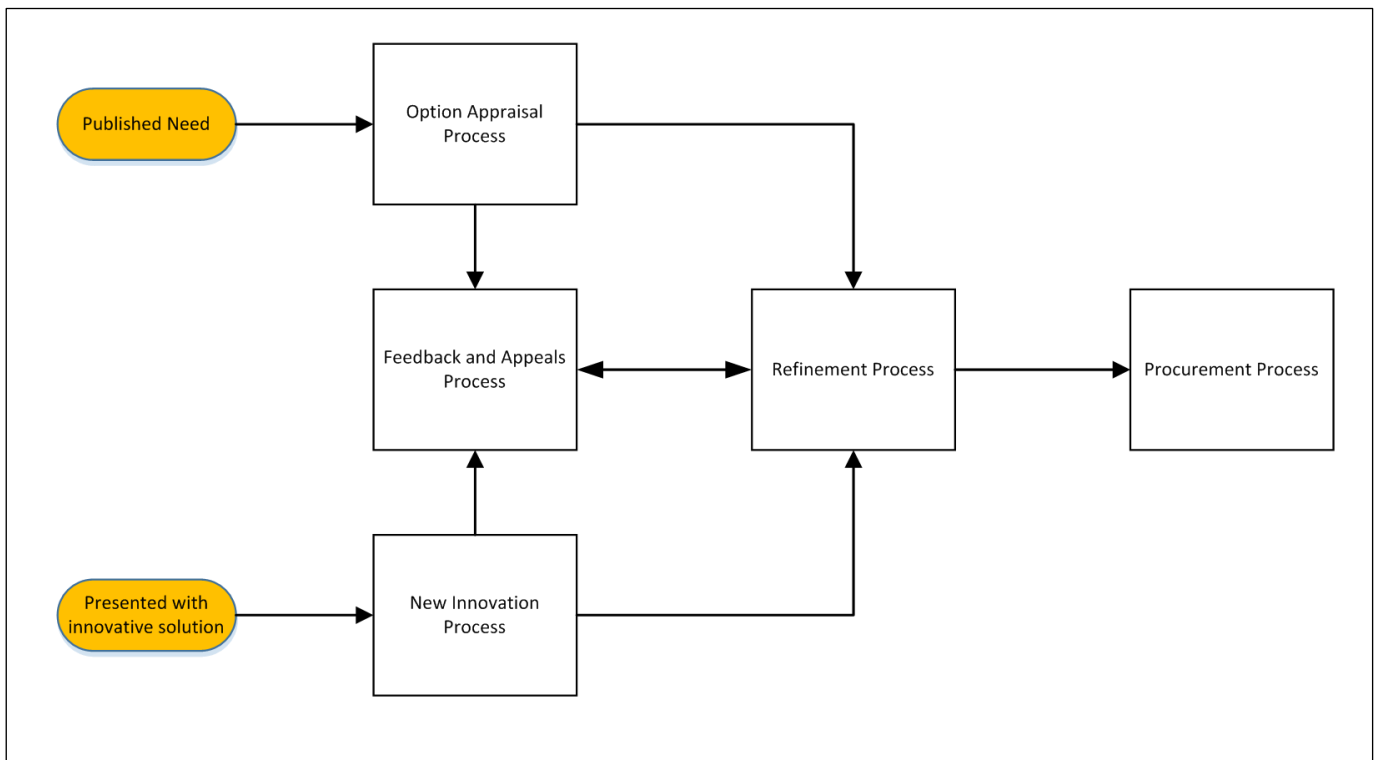 Published Need
Option Appraisal
Process
Feedback and Appeals
Process
Refinement Process
Procurement Process
Presented with
innovative solution
New Innovation
Process